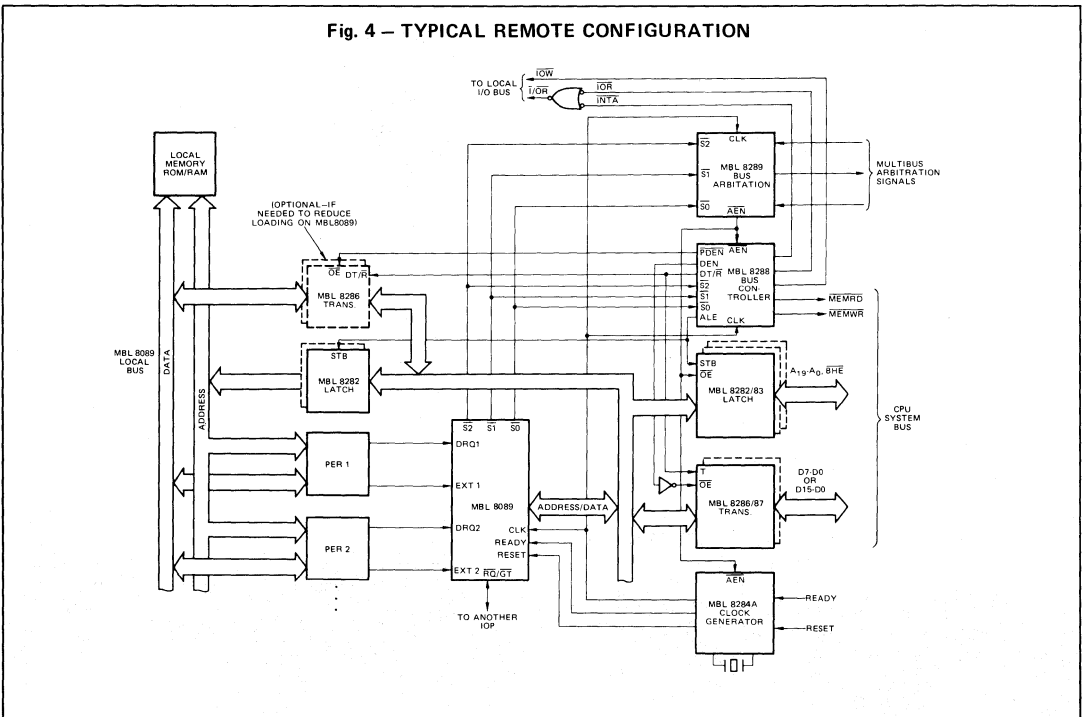 Fig. 4 — TYPICAL REMOTE CONFIGURATION
IOW
TO LOCAL
I/O BUS
I/OR
IOR
INTA
LOCAL
MEMORY
ROM/RAM
(OPTIONAL—IF
NEEDED TO REDUCE
LOADING ON MBL8089)
S2
CLK
S1
MBL 8289
BUS
ARBITATION
S0
AEN
MULTIBUS
ARBITRATION
SIGNALS
OE
DT/R
MBL 8286
TRANS.
PDEN
AEN
DEN
DT/R
S2
S1
S0
ALE
CLK
MBL 8288
BUS
CON-
TROLLER
MEMRD
MEMWR
MBL 8089
LOCAL
BUS
DATA
ADDRESS
STB
MBL 8282
LATCH
STB
OE
MBL 8282/83
LATCH
A19-A0, BHE
CPU
SYSTEM
BUS
S2
S1
S0
PER 1
DRQ1
EXT 1
MBL 8089
ADDRESS/DATA
T
OE
MBL 8286/87
TRANS.
D7-D0
OR
D15-D0
PER 2
DRQ2
CLK
READY
RESET
EXT 2
RQ/GT
TO ANOTHER
IOP
AEN
MBL 8284A
CLOCK
GENERATOR
READY
RESET